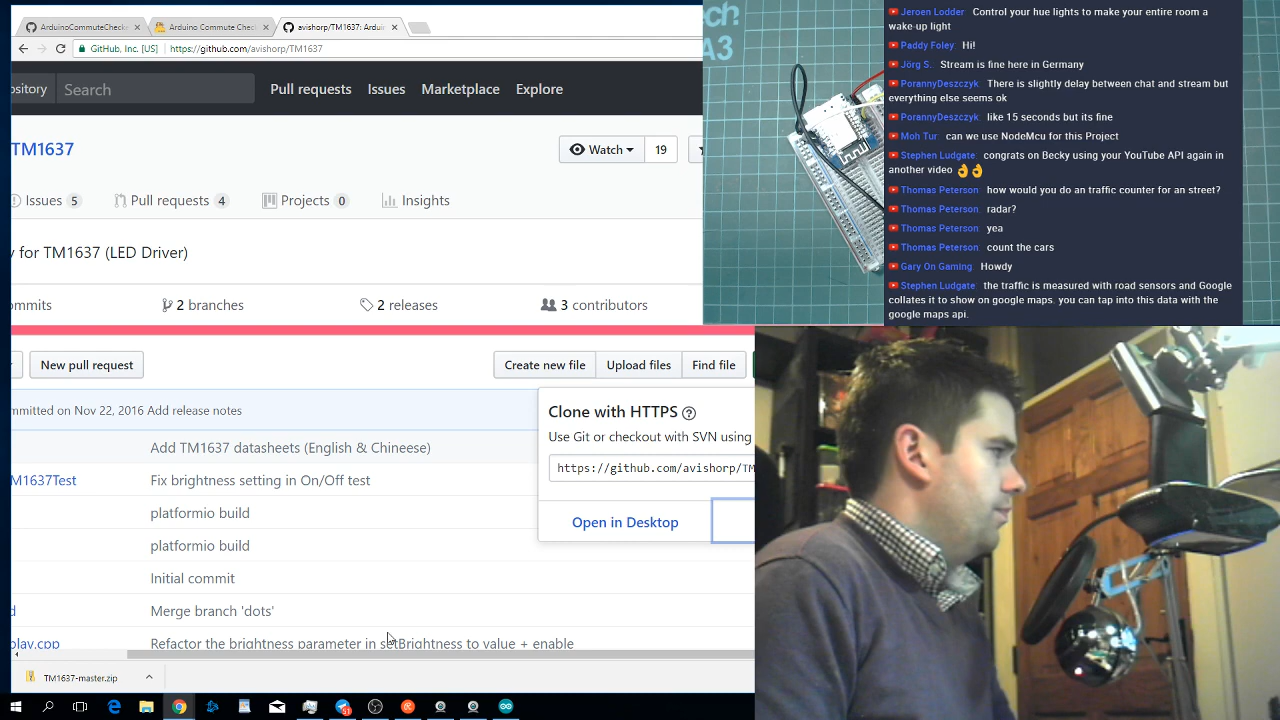 ArduinoCommuteChecke
Arduino Commute Check
avishorp/TM1637: Ardui
GitHub, Inc. [US]
https://github.com/avishorp/TM1637
ository
Search
Pull requests
Issues
Marketplace
Explore
TM1637
Watch
19
Issues 5
Pull requests 4
Projects 0
Insights
y for TM1637 (LED Driver)
mmits
2 branches
2 releases
3 contributors
New pull request
Create new file
Upload files
Find file
mmitted on Nov 22, 2016 Add release notes
Clone with HTTPS
Use Git or checkout with SVN using
https://github.com/avishorp/TM
Open in Desktop
Add TM1637 datasheets (English & Chineese)
M1637Test
Fix brightness setting in On/Off test
platformio build
platformio build
Initial commit
d
Merge branch 'dots'
play.cpp
Refactor the brightness parameter in setBrightness to value + enable
TM1637-master.zip
51
ch
A3
Jeroen Lodder Control your hue lights to make your entire room a
wake-up light
Paddy Foley Hi!
Jörg S. Stream is fine here in Germany
PorannyDeszczyk There is slightly delay between chat and stream but
everything else seems ok
PorannyDeszczyk like 15 seconds but its fine
Moh Tur can we use NodeMcu for this Project
Stephen Ludgate congrats on Becky using your YouTube API again in
another video 👌👌
Thomas Peterson how would you do an traffic counter for an street?
Thomas Peterson radar?
Thomas Peterson yea
Thomas Peterson count the cars
Gary On Gaming Howdy
Stephen Ludgate the traffic is measured with road sensors and Google
collates it to show on google maps. you can tap into this data with the
google maps api.